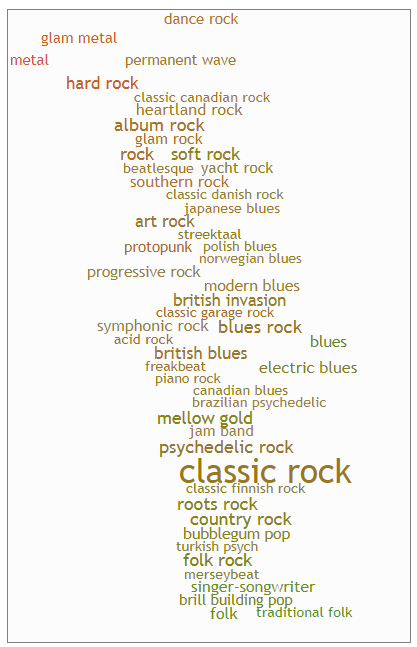 dance rock
glam metal
metal permanent wave
hard rock
classic canadian rock
heartland rock
album rock
glam rock
rock soft rock
beatlesque yacht rock
southern rock
classic danish rock
japanese blues
art rock
streektaal
protopunk polish blues
norwegian blues
progressive rock
modern blues
british invasion
classic garage rock
symphonic rock blues rock
acid rock blues
british blues
freakbeat electric blues
piano rock
canadian blues
brazilian psychedelic
mellow gold
jam band
psychedelic rock
classic rock
classic finnish rock
roots rock
country rock
bubblegum pop
turkish psych
folk rock
merseybeat
singer-songwriter
brill building pop
folk traditional folk